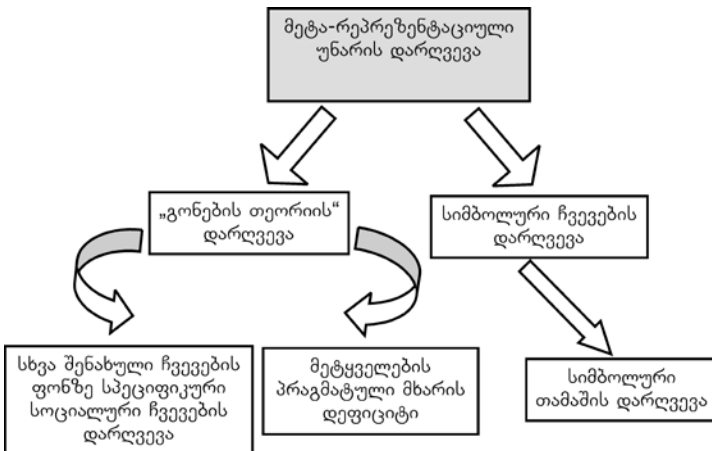 მეტა-რეპრეზენტაციული
უნარის დარღვევა
„გონების თეორიის“
დარღვევა
სიმბოლური ჩვევების
დარღვევა
სხვა შენახული ჩვევების
ფონზე სპეციფიკური
სოციალური ჩვევების
დარღვევა
მეტყველების
პრაგმატული მხარის
დეფიციტი
სიმბოლური
თამაშის დარღვევა